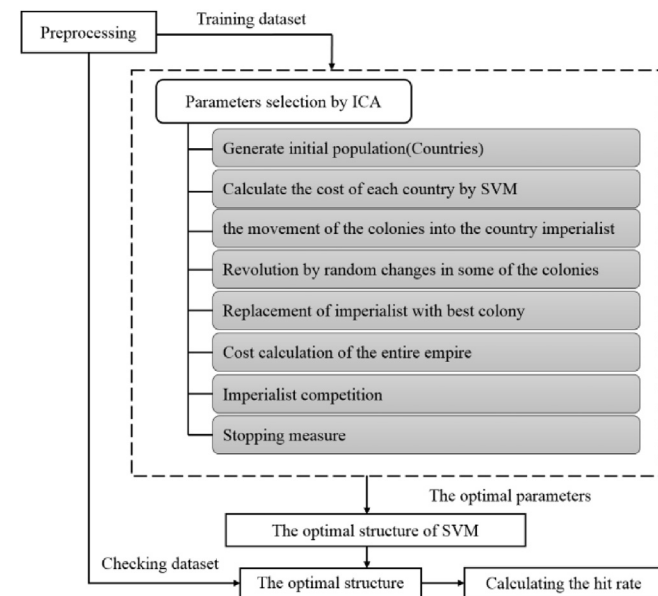 Training dataset
Preprocessing
Parameters selection by ICA
Generate initial population(Countries)
Calculate the cost of each country by SVM
the movement of the colonies into the country imperialist
Revolution by random changes in some of the colonies
Replacement of imperialist with best colony
Cost calculation of the entire empire
Imperialist competition
Stopping measure
The optimal parameters
The optimal structure of SVM
Checking dataset
The optimal structure
Calculating the hit rate